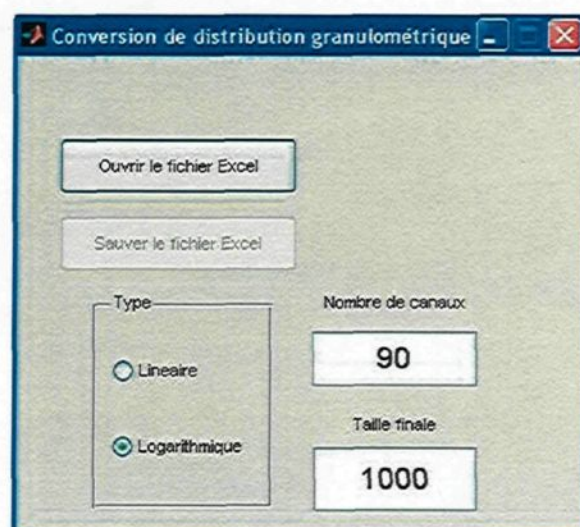 Conversion de distribution granulométrique
Ouvrir le fichier Excel
Sauver le fichier Excel
Type
Lineaire
Logarithmique
Nombre de canaux
90
Taille finale
1000